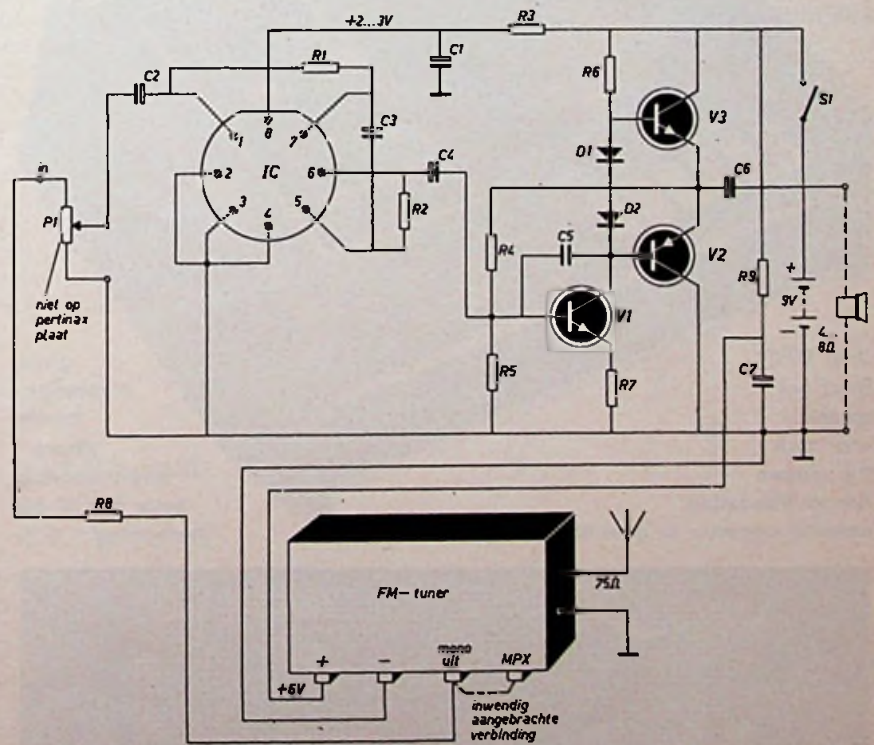 +2...3V
R3
C2
R1
C1
R6
V3
S1
1
8
7
C3
D1
C4
C6
in
2
IC
6
P1
3
4
5
R2
D2
R4
C5
V2
R9
+
9V
niet op
pertinax
plaat
V1
-
4...
8Ω
R5
R7
C7
R8
75Ω
FM-tuner
mono
+
-
uit
MPX
+6V
inwendig
aangebrachte
verbinding